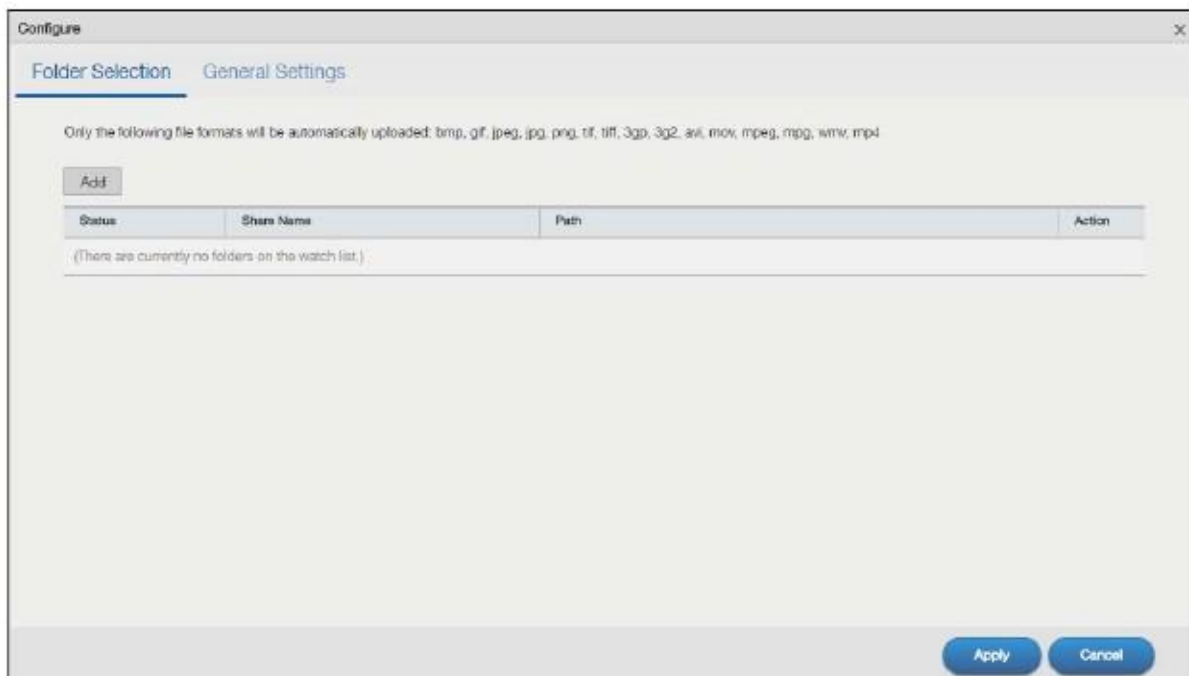 Configure
Folder Selection General Settings
Only the following file formats will be automatically uploaded: bmp, gif, jpeg, jpg, png, tif, tiff, 3gp, 3g2, avi, mov, mpeg, mpg, wmv, mp4
Add
Status Share Name Path Action
(There are currently no folders on the watch list.)
Apply Cancel